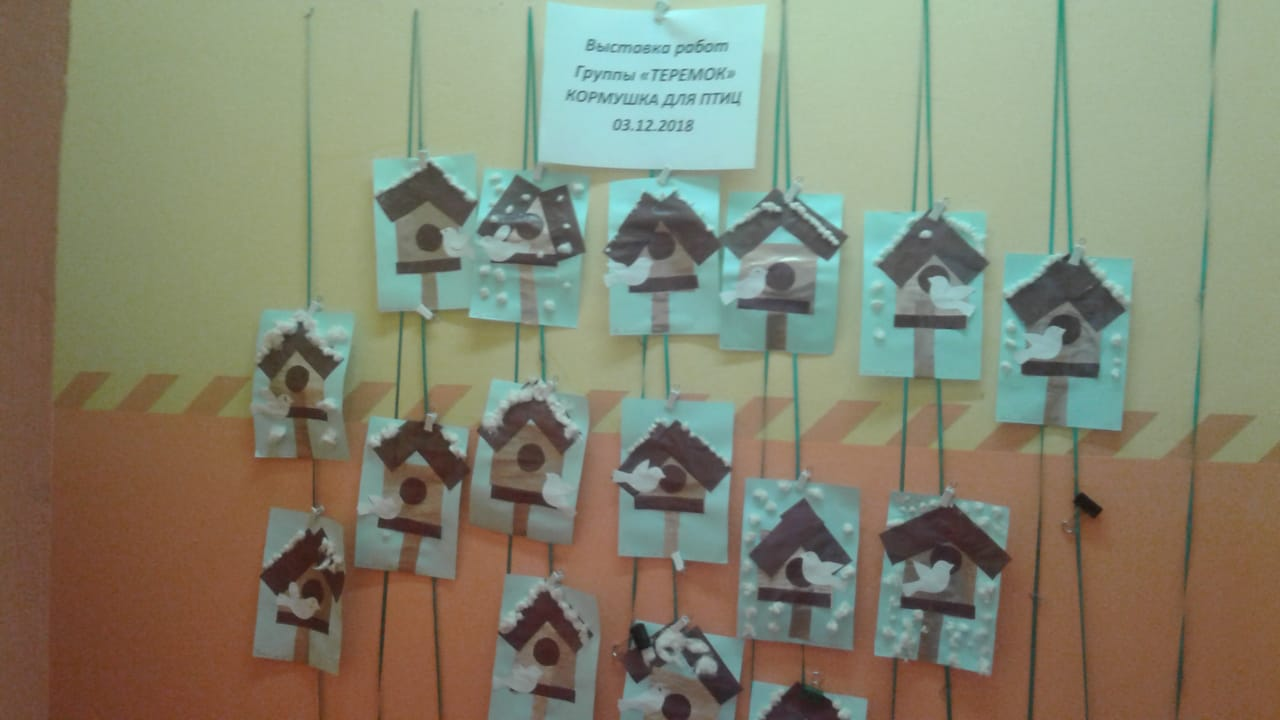 Выставка работ
Группы «ТЕРЕМОК»
КОРМУШКА ДЛЯ ПТИЦ
03.12.2018